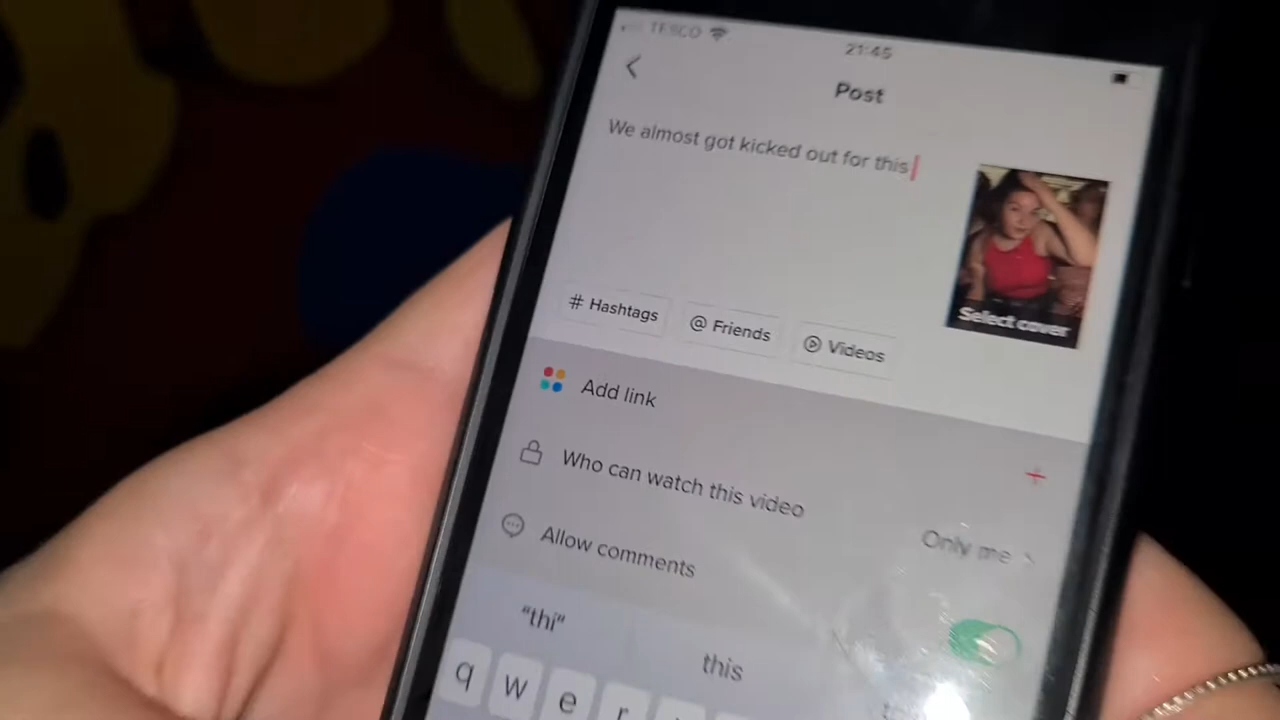 TESCO
21:45
Post
We almost got kicked out for this
Select cover
# Hashtags
@ Friends
Videos
Add link
Who can watch this video
Only me
Allow comments
"thi"
this
q w e